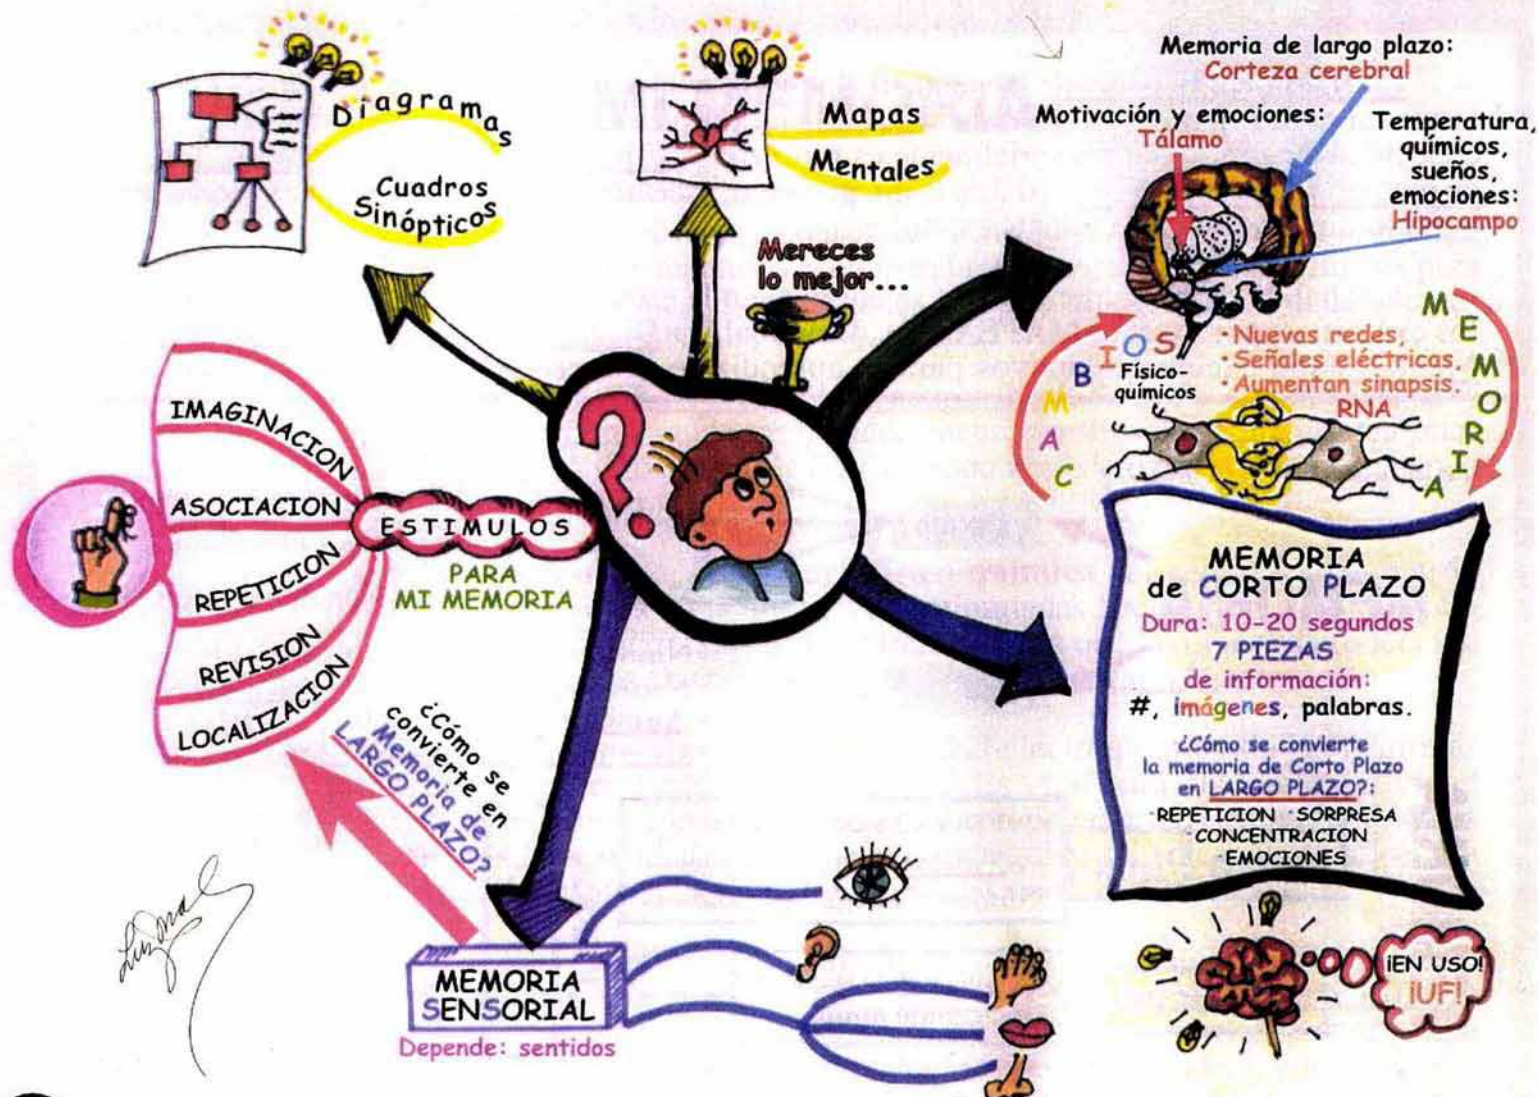 Diagramas
Cuadros
Sinópticos
Mapas
Mentales
Mereces
lo mejor...
Memoria de largo plazo:
Corteza cerebral
Motivación y emociones:
Tálamo
Temperatura,
químicos,
sueños,
emociones:
Hipocampo
CAMBIOS
Físico-
químicos
MEMORIA
·Nuevas redes,
·Señales eléctricas.
·Aumentan sinapsis.
RNA
?
IMAGINACION
ASOCIACION
REPETICION
REVISION
LOCALIZACION
ESTIMULOS
PARA
MI MEMORIA
MEMORIA
de CORTO PLAZO
Dura: 10-20 segundos
7 PIEZAS
de información:
#, imágenes, palabras.
¿Cómo se convierte
la memoria de Corto Plazo
en LARGO PLAZO?:
·REPETICION ·SORPRESA
·CONCENTRACION
·EMOCIONES
¿Cómo se
convierte en
Memoria de
LARGO PLAZO?
MEMORIA
SENSORIAL
Depende: sentidos
¡EN USO!
¡UF!